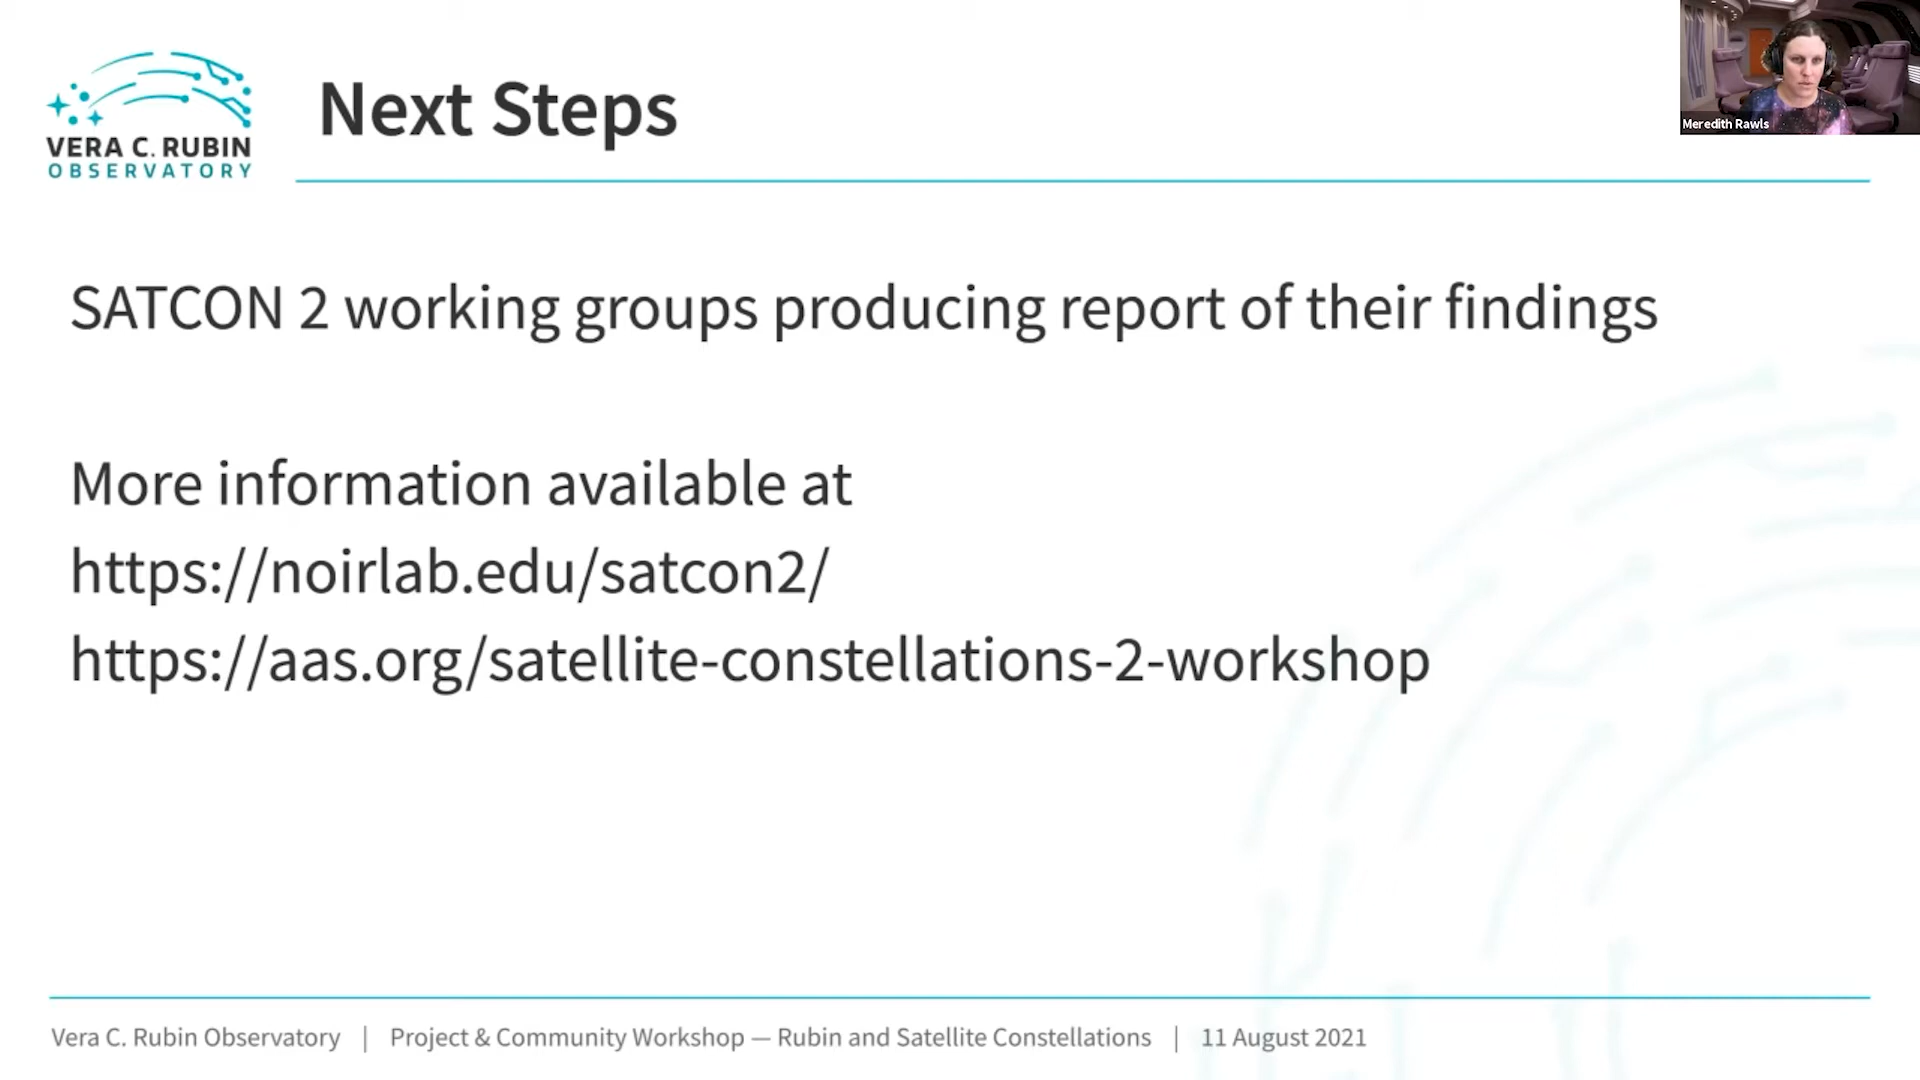 VERA C. RUBIN
OBSERVATORY
Next Steps
Meredith Rawls
SATCON 2 working groups producing report of their findings
More information available at
https://noirlab.edu/satcon2/
https://aas.org/satellite-constellations-2-workshop
Vera C. Rubin Observatory | Project & Community Workshop — Rubin and Satellite Constellations | 11 August 2021